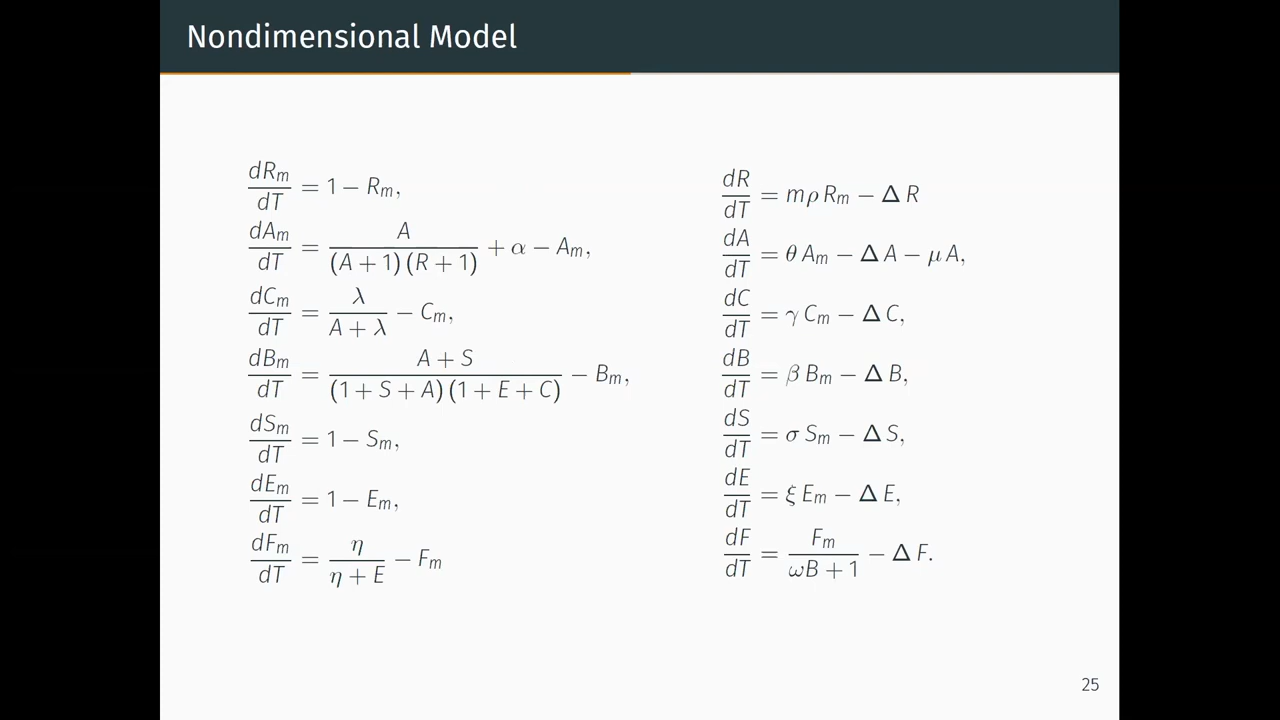 Nondimensional Model
dR_m/dT = 1 − R_m,
dA_m/dT = A/((A + 1)(R + 1)) + α − A_m,
dC_m/dT = λ/(A + λ) − C_m,
dB_m/dT = (A + S)/((1 + S + A)(1 + E + C)) − B_m,
dS_m/dT = 1 − S_m,
dE_m/dT = 1 − E_m,
dF_m/dT = η/(η + E) − F_m
dR/dT = mρ R_m − Δ R
dA/dT = θ A_m − Δ A − μ A,
dC/dT = γ C_m − Δ C,
dB/dT = β B_m − Δ B,
dS/dT = σ S_m − Δ S,
dE/dT = ξ E_m − Δ E,
dF/dT = F_m/(ωB + 1) − Δ F.
25